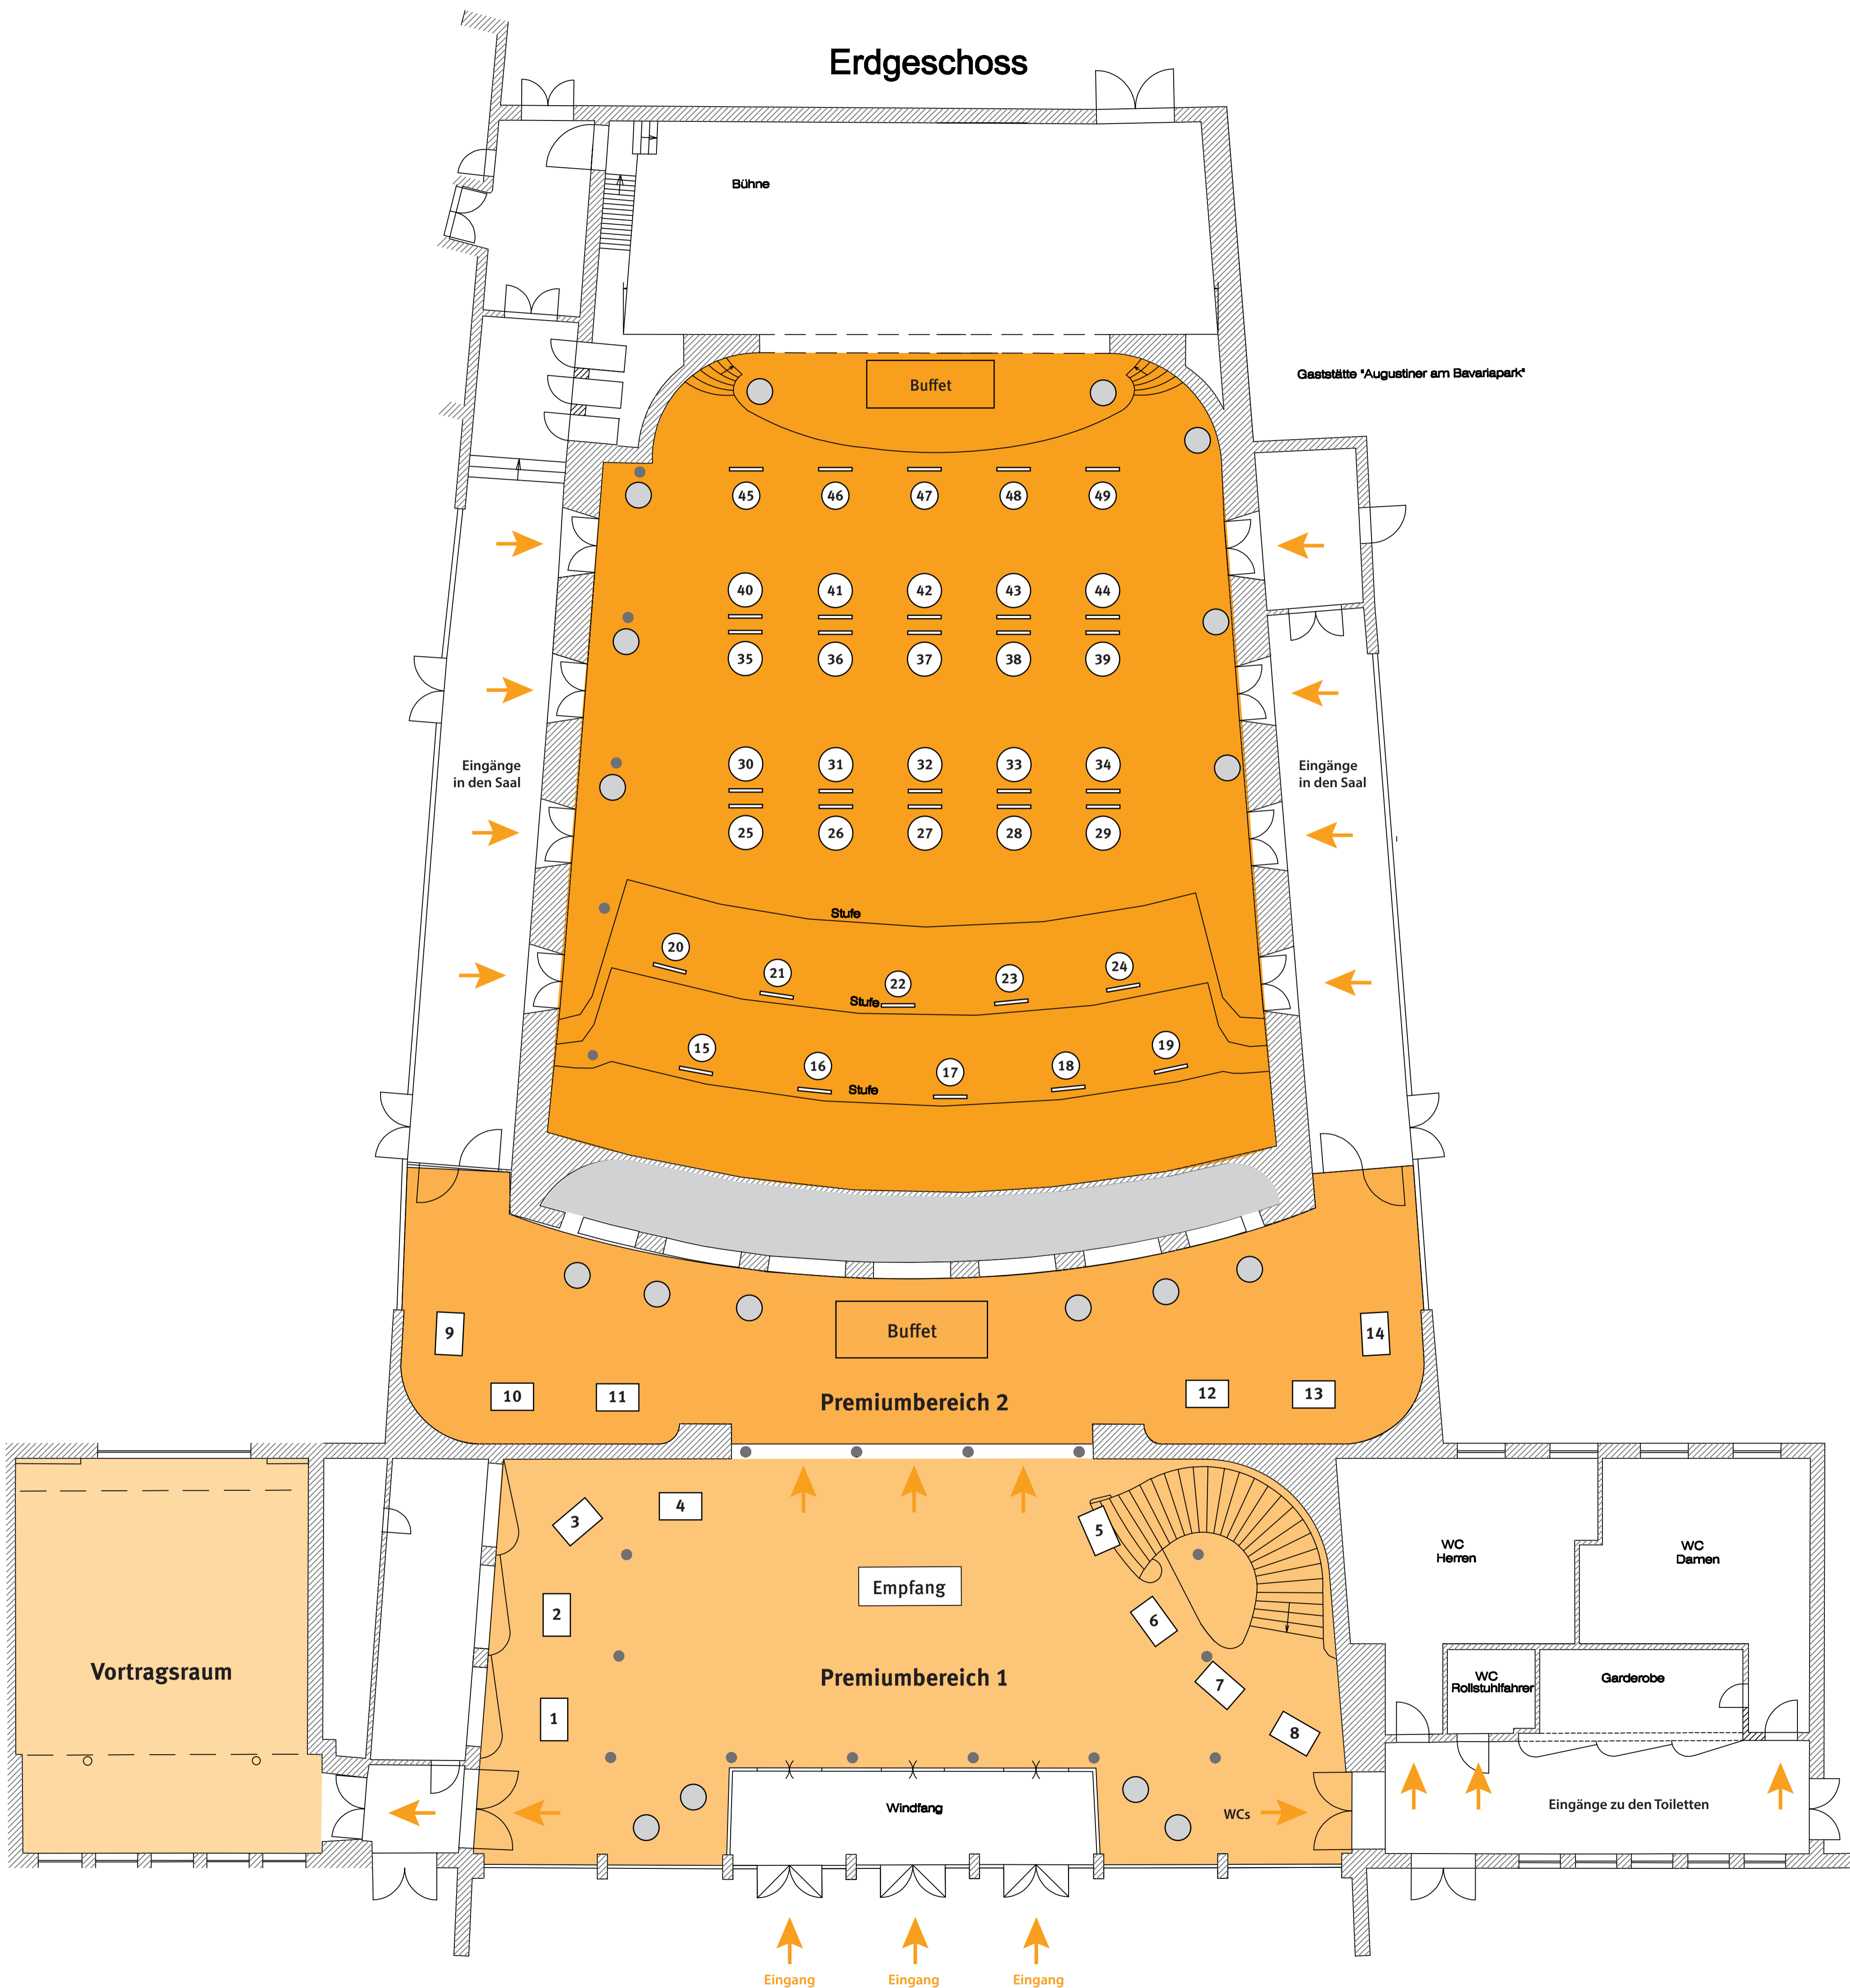 Erdgeschoss
Bühne
Gaststätte "Augustiner am Bavariapark"
Buffet
45 46 47 48 49
40 41 42 43 44
35 36 37 38 39
Eingänge
in den Saal
Eingänge
in den Saal
30 31 32 33 34
25 26 27 28 29
Stufe
20 21 22 23 24
Stufe
15 16 17 18 19
Stufe
9
Buffet
14
10 11
Premiumbereich 2
12 13
3 4
5
WC
Herren
WC
Damen
Empfang
2
6
Vortragsraum
Premiumbereich 1
7
WC
Rollstuhlfahrer
Garderobe
1
8
Windfang
WCs
Eingänge zu den Toiletten
Eingang Eingang Eingang